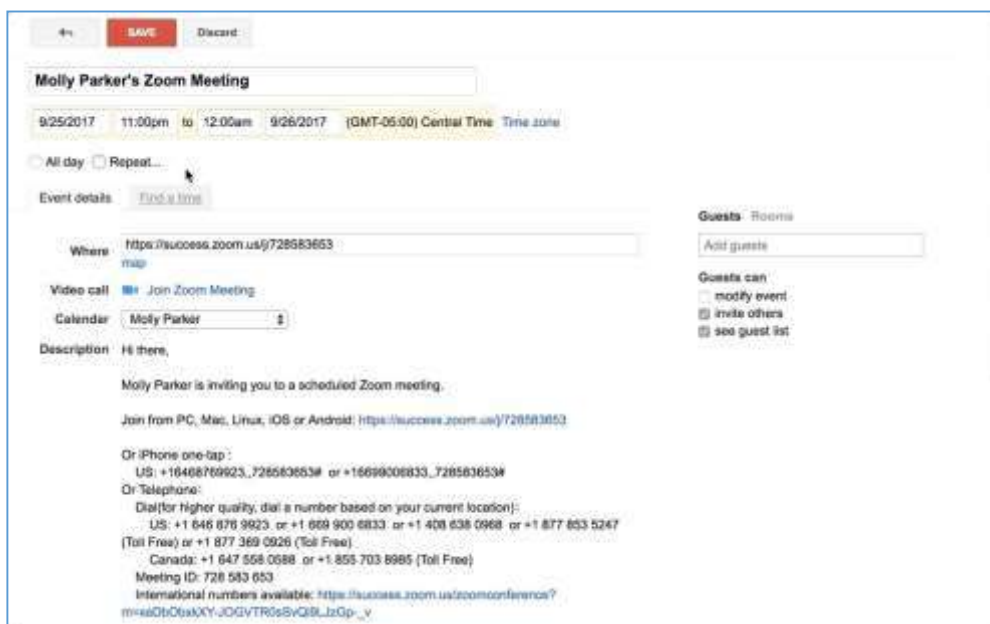 SAVE Discard
Molly Parker's Zoom Meeting
9/25/2017 11:00pm to 12:00am 9/26/2017 (GMT-05:00) Central Time Time zone
All day Repeat...
Event details Find a time
Guests Rooms
Where https://success.zoom.us/j/728583653
Add guests
map
Guests can
Video call Join Zoom Meeting
modify event
invite others
Calendar Molly Parker
see guest list
Description Hi there,
Molly Parker is inviting you to a scheduled Zoom meeting.
Join from PC, Mac, Linux, iOS or Android: https://success.zoom.us/j/728583653
Or iPhone one-tap :
US: +16468769923,,728583653# or +16699006833,,728583653#
Or Telephone:
Dial(for higher quality, dial a number based on your current location):
US: +1 646 876 9923 or +1 669 900 6833 or +1 408 638 0968 or +1 877 853 5247
(Toll Free) or +1 877 369 0926 (Toll Free)
Canada: +1 647 558 0588 or +1 855 703 8985 (Toll Free)
Meeting ID: 728 583 653
International numbers available: https://success.zoom.us/zoomconference?